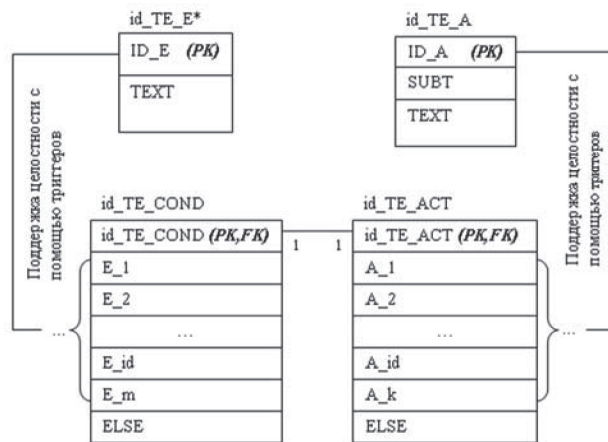 id_TE_E*
ID_E (PK)
TEXT
id_TE_A
ID_A (PK)
SUBT
TEXT
Поддержка целостности с
помощью триггеров
Поддержка целостности с
помощью триггеров
id_TE_COND
id_TE_COND (PK,FK)
E_1
E_2
...
E_id
E_m
ELSE
...
1 1
id_TE_ACT
id_TE_ACT (PK,FK)
A_1
A_2
...
A_id
A_k
ELSE
...